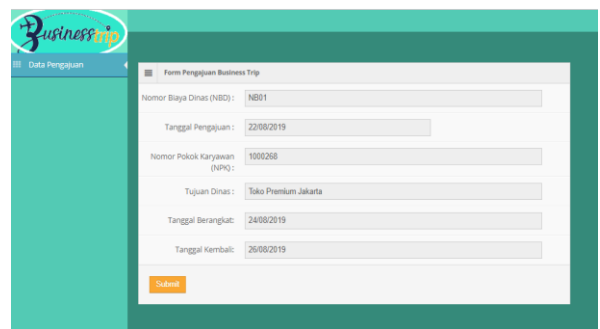 Business trip
Data Pengajuan
Form Pengajuan Business Trip
Nomor Biaya Dinas (NBD) : NB01
Tanggal Pengajuan : 22/08/2019
Nomor Pokok Karyawan (NPK) : 1000260
Tujuan Dinas : Toko Premium Jakarta
Tanggal Berangkat: 24/08/2019
Tanggal Kembali: 26/08/2019
Submit